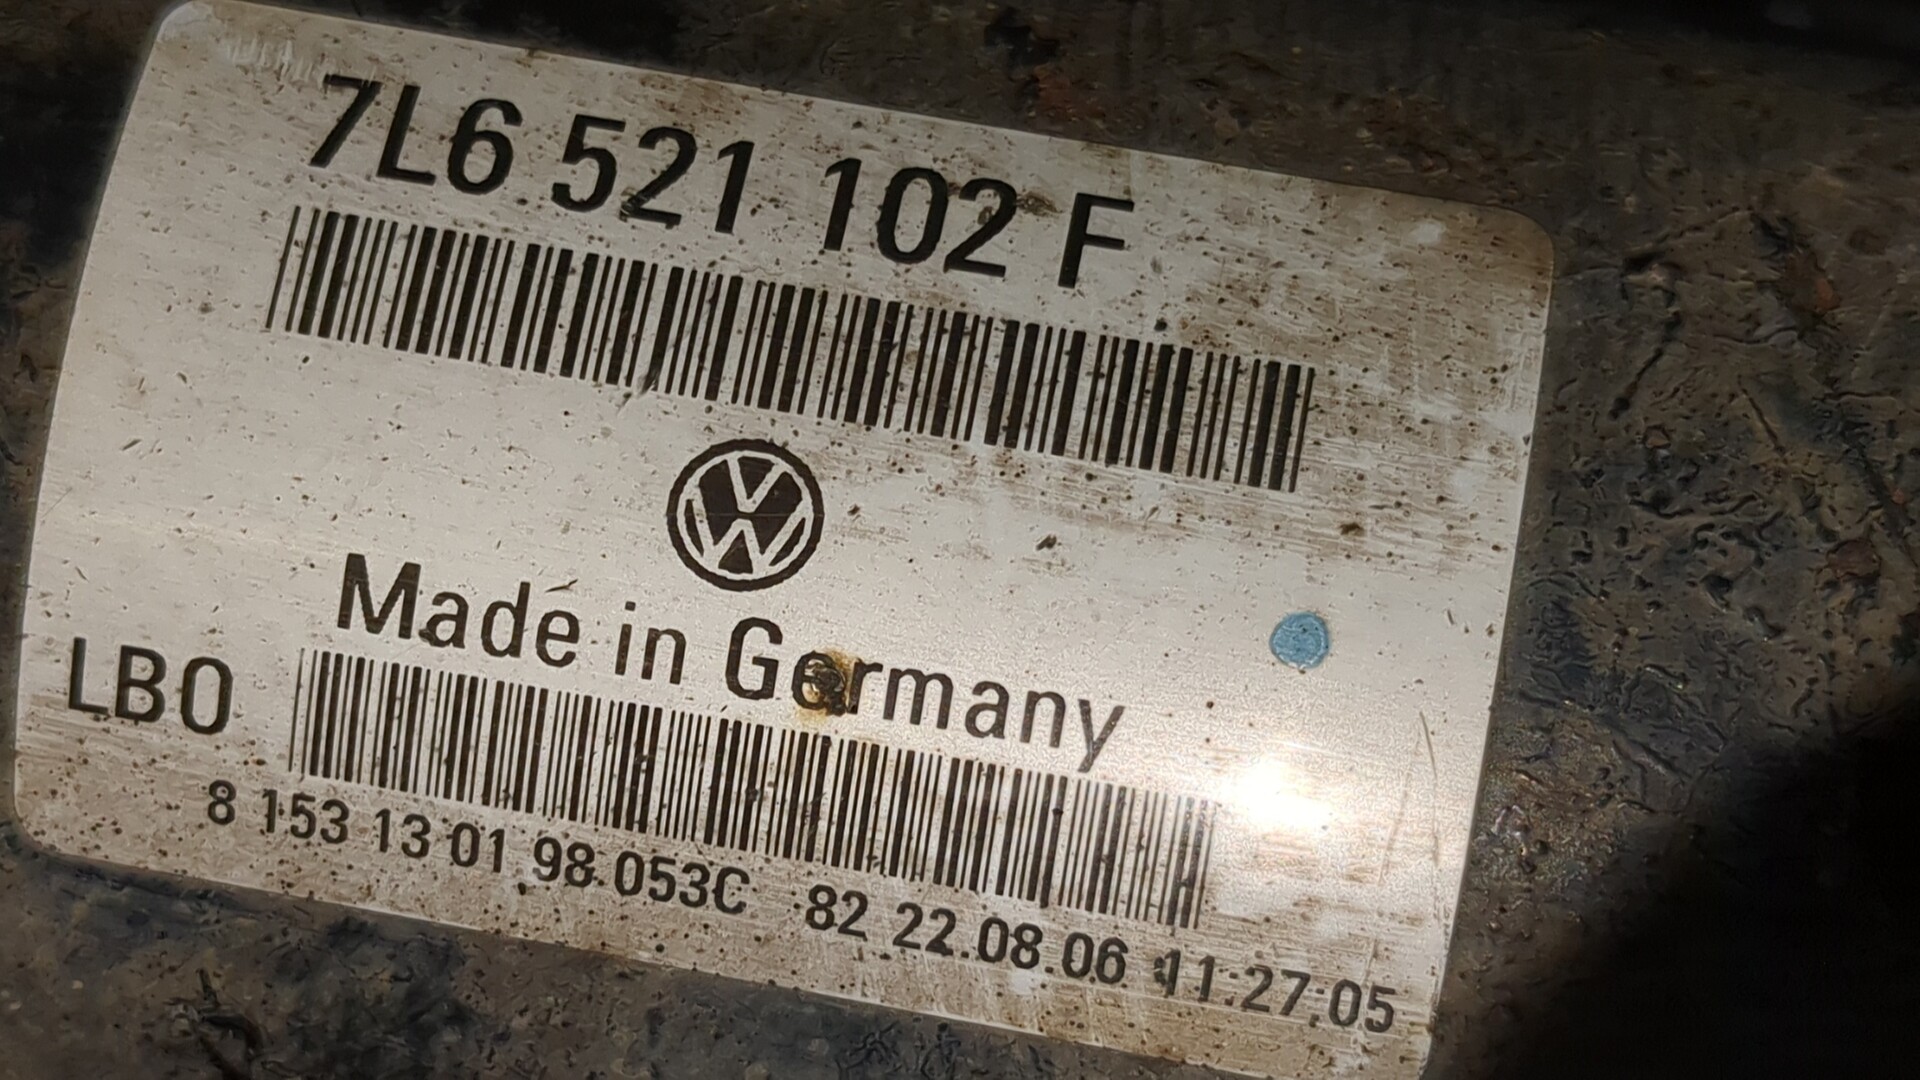 7L6 521 102 F
Made in Germany
LBO
8 153 13 01 98 053C 82 22.08.06 11:27:05